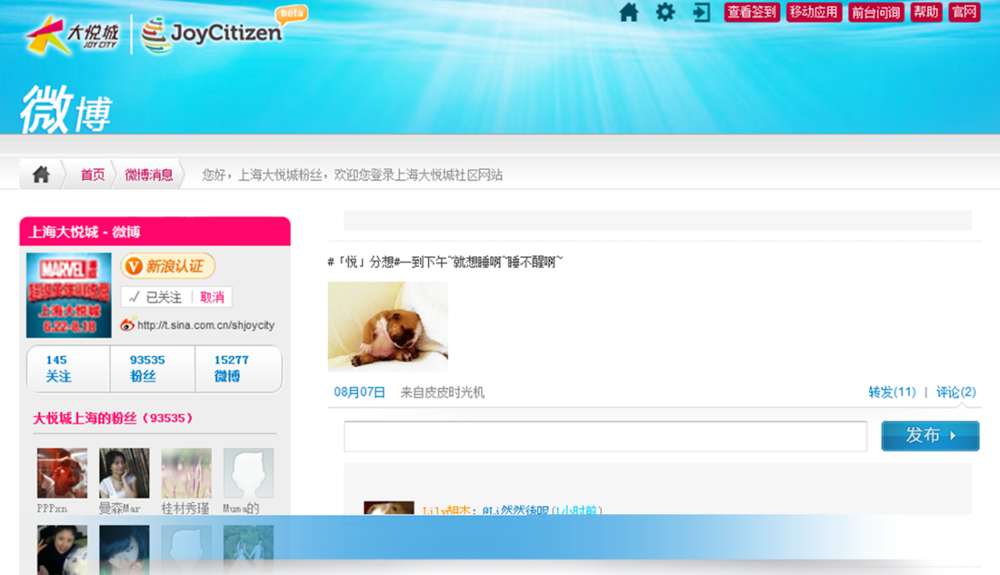 大悦城
JOY CITY
JoyCitizen
beta
查看签到
移动应用
前台问询
帮助
官网
微博
首页
微博消息
您好，上海大悦城粉丝，欢迎您登录上海大悦城社区网站
上海大悦城 - 微博
MARVEL
上海大悦城
6.22-8.18
新浪认证
已关注
取消
http://t.sina.com.cn/shjoycity
145
关注
93535
粉丝
15277
微博
大悦城上海的粉丝（93535）
PPPxn
曼森Mar
桂材秀瑾
Muma的
#「悦」分想#一到下午~就想睡啊~睡不醒啊~
08月07日
来自皮皮时光机
转发(11) | 评论(2)
发布
Lily胡杰：@Li然然後呢(1小时前)